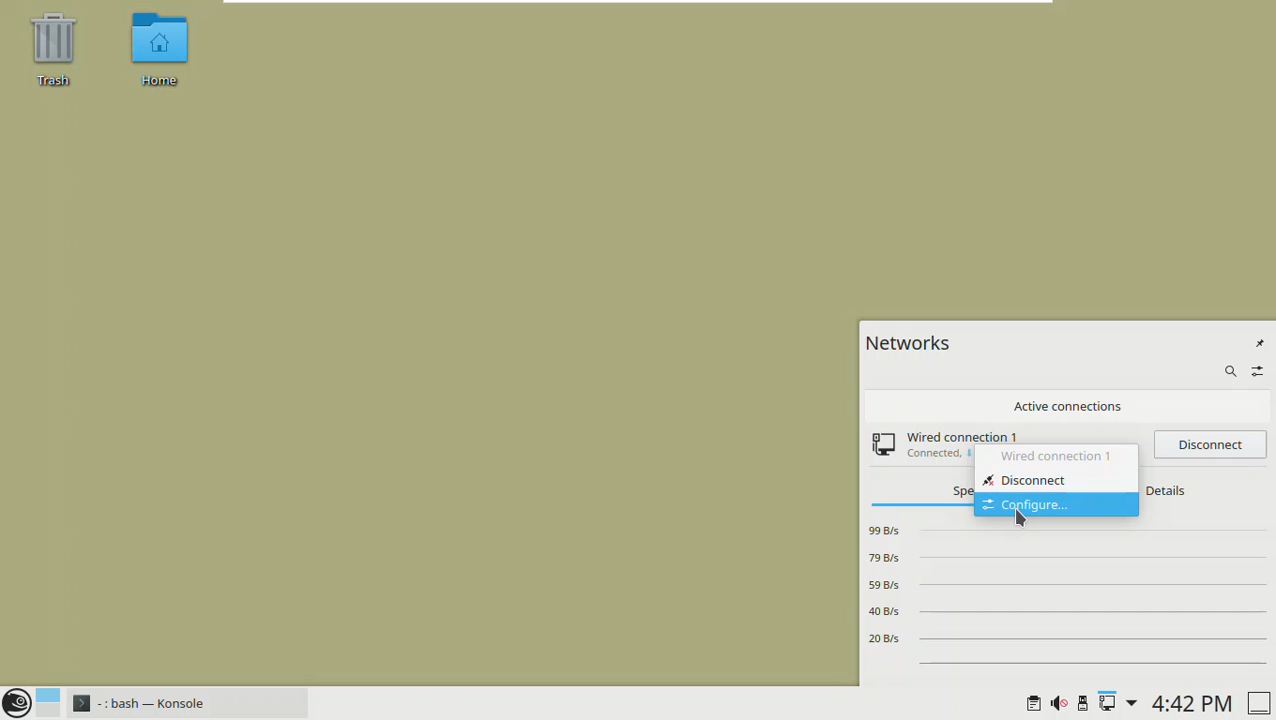 Trash
Home
Networks
Active connections
Wired connection 1
Connected,
Disconnect
Wired connection 1
Disconnect
Configure...
Spe
Details
99 B/s
79 B/s
59 B/s
40 B/s
20 B/s
- : bash — Konsole
4:42 PM